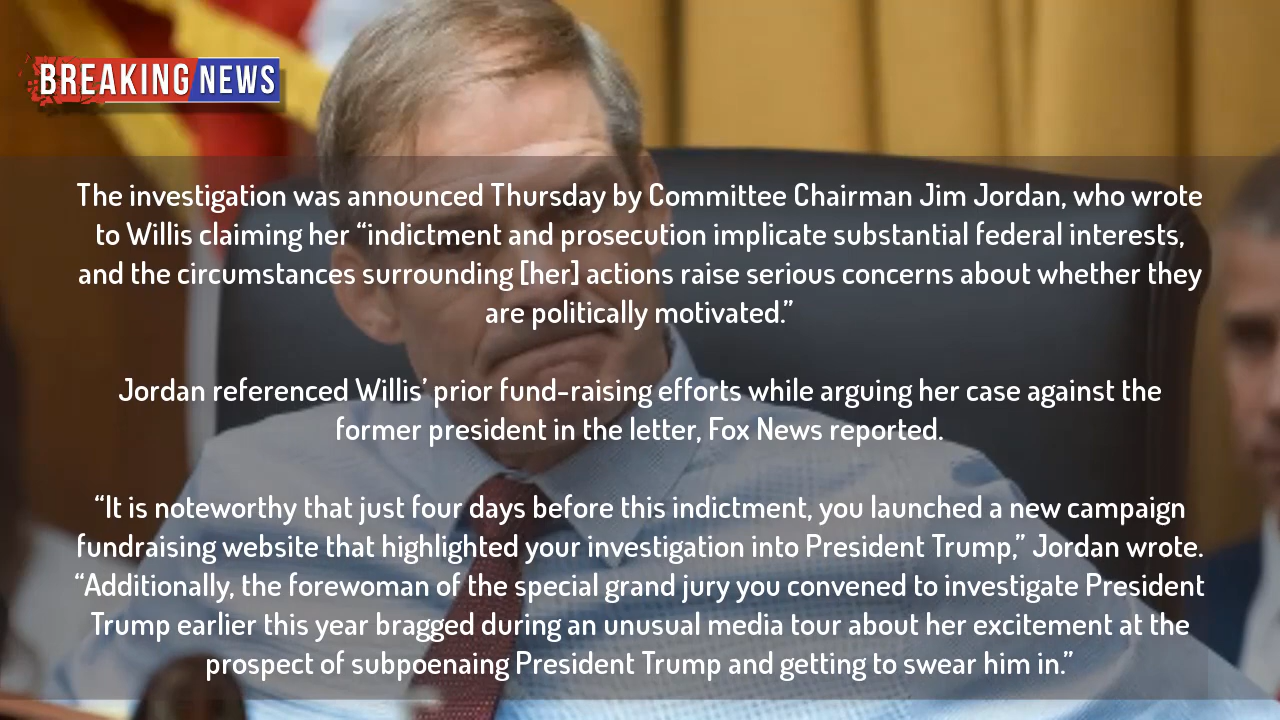 BREAKING NEWS
The investigation was announced Thursday by Committee Chairman Jim Jordan, who wrote
to Willis claiming her “indictment and prosecution implicate substantial federal interests,
and the circumstances surrounding [her] actions raise serious concerns about whether they
are politically motivated.”
Jordan referenced Willis’ prior fund-raising efforts while arguing her case against the
former president in the letter, Fox News reported.
“It is noteworthy that just four days before this indictment, you launched a new campaign
fundraising website that highlighted your investigation into President Trump,” Jordan wrote.
“Additionally, the forewoman of the special grand jury you convened to investigate President
Trump earlier this year bragged during an unusual media tour about her excitement at the
prospect of subpoenaing President Trump and getting to swear him in.”